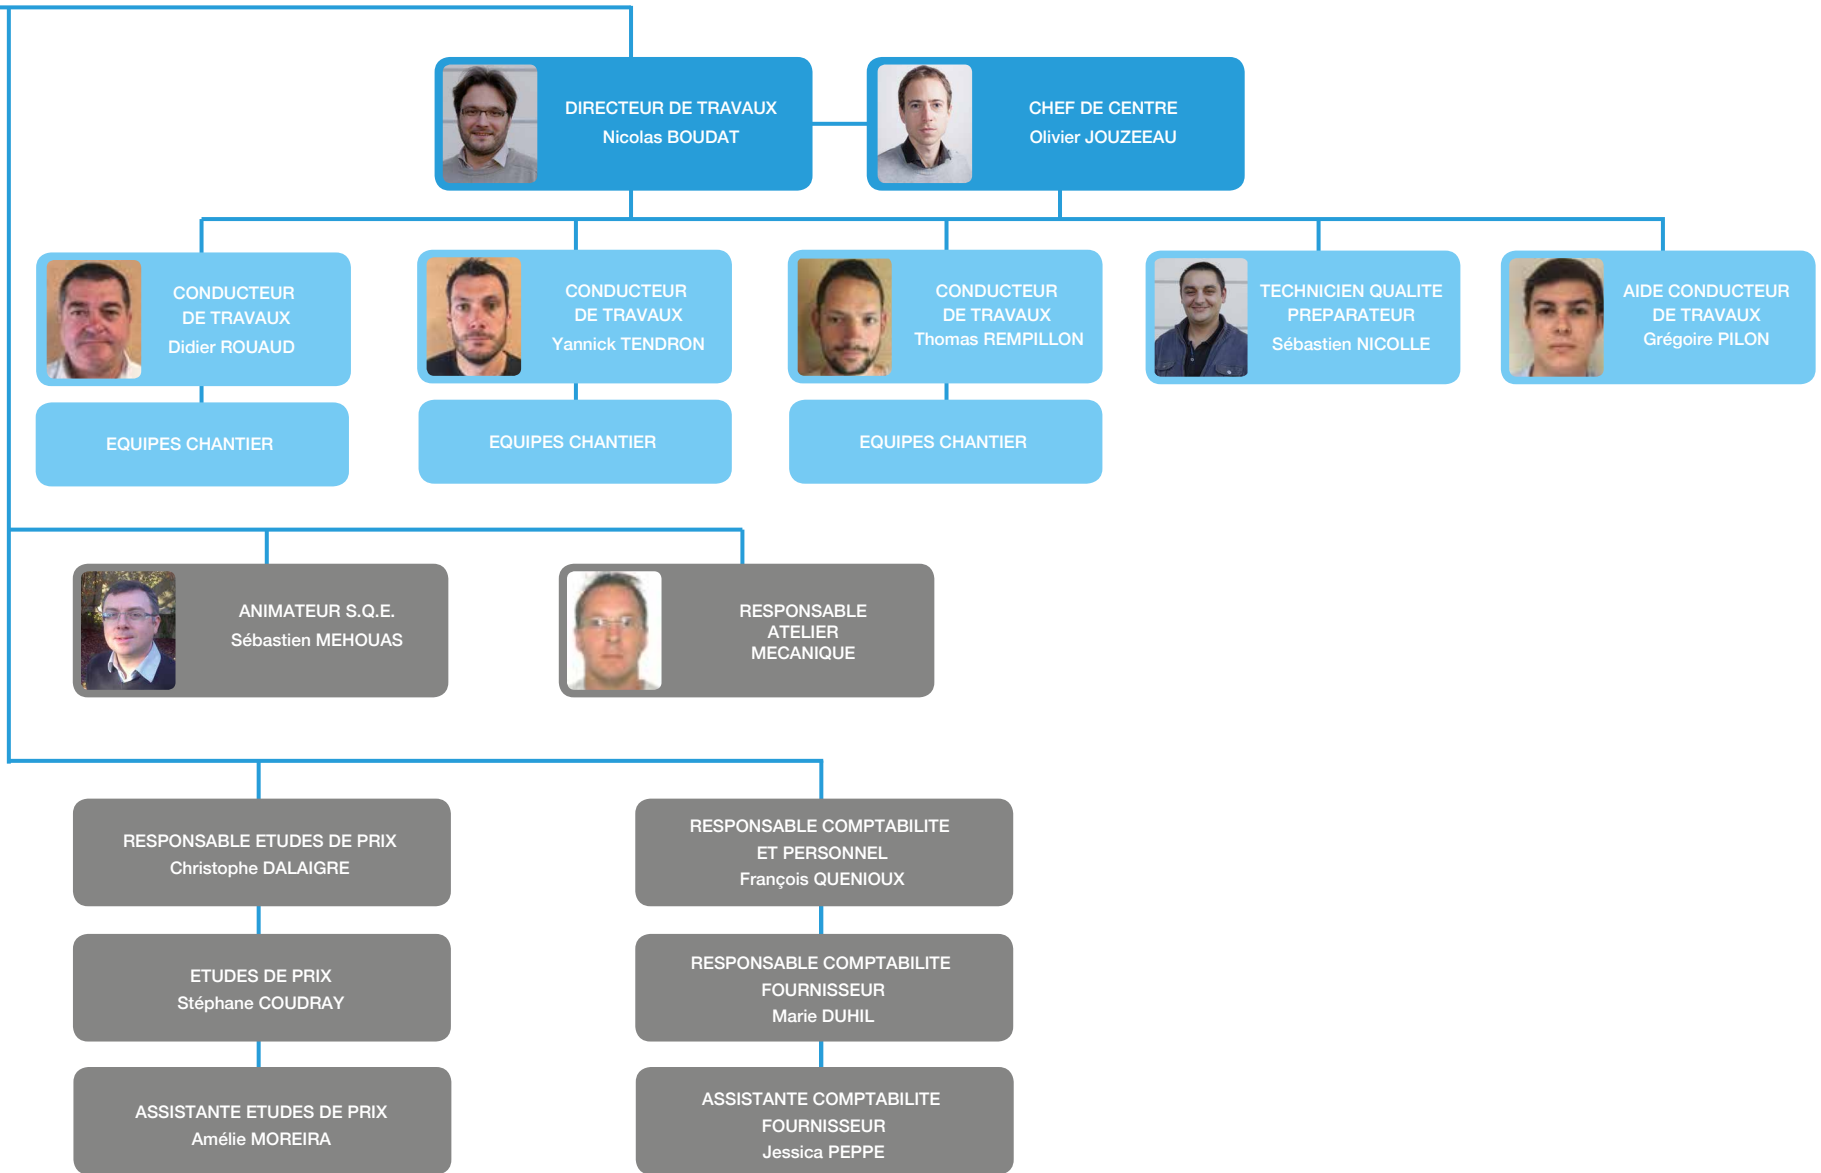 DIRECTEUR DE TRAVAUX
Nicolas BOUDAT
CHEF DE CENTRE
Olivier JOUZEEAU
CONDUCTEUR
DE TRAVAUX
Didier ROUAUD
CONDUCTEUR
DE TRAVAUX
Yannick TENDRON
CONDUCTEUR
DE TRAVAUX
Thomas REMPILLON
TECHNICIEN QUALITE
PREPARATEUR
Sébastien NICOLLE
AIDE CONDUCTEUR
DE TRAVAUX
Grégoire PILON
EQUIPES CHANTIER
EQUIPES CHANTIER
EQUIPES CHANTIER
ANIMATEUR S.Q.E.
Sébastien MEHOUAS
RESPONSABLE
ATELIER
MECANIQUE
RESPONSABLE ETUDES DE PRIX
Christophe DALAIGRE
RESPONSABLE COMPTABILITE
ET PERSONNEL
François QUENIOUX
ETUDES DE PRIX
Stéphane COUDRAY
RESPONSABLE COMPTABILITE
FOURNISSEUR
Marie DUHIL
ASSISTANTE ETUDES DE PRIX
Amélie MOREIRA
ASSISTANTE COMPTABILITE
FOURNISSEUR
Jessica PEPPE